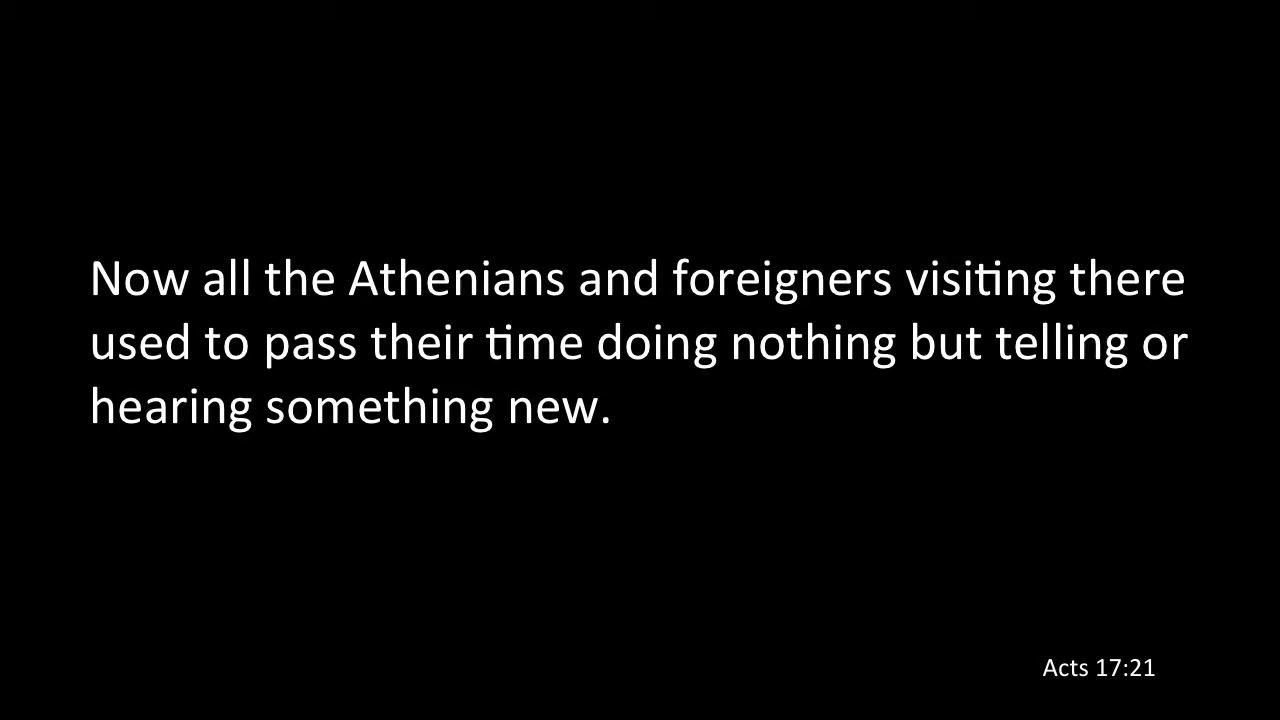 Now all the Athenians and foreigners visiting there
used to pass their time doing nothing but telling or
hearing something new.
Acts 17:21